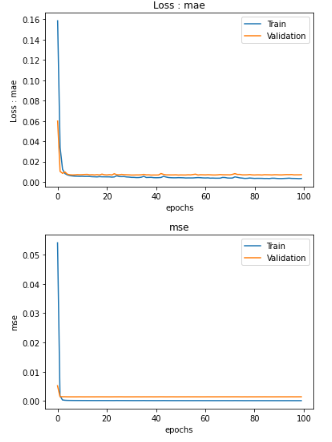 Loss : mae
Train
Validation
0.16
0.14
0.12
0.10
0.08
0.06
0.04
0.02
0.00
Loss : mae
0 20 40 60 80 100
epochs
mse
Train
Validation
0.05
0.04
0.03
0.02
0.01
0.00
mse
0 20 40 60 80 100
epochs